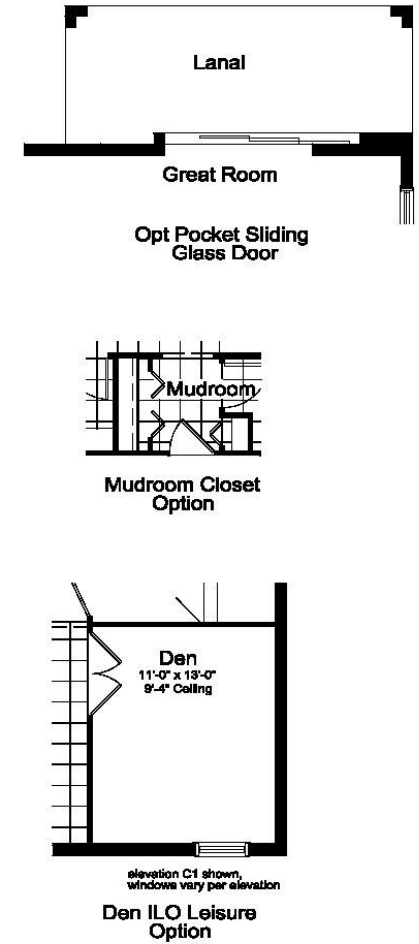 Lanai
Great Room
Opt Pocket Sliding
Glass Door
Mudroom
Mudroom Closet
Option
Den
11'-0" x 13'-0"
9'-4" Ceiling
elevation C1 shown,
windows vary per elevation
Den ILO Leisure
Option